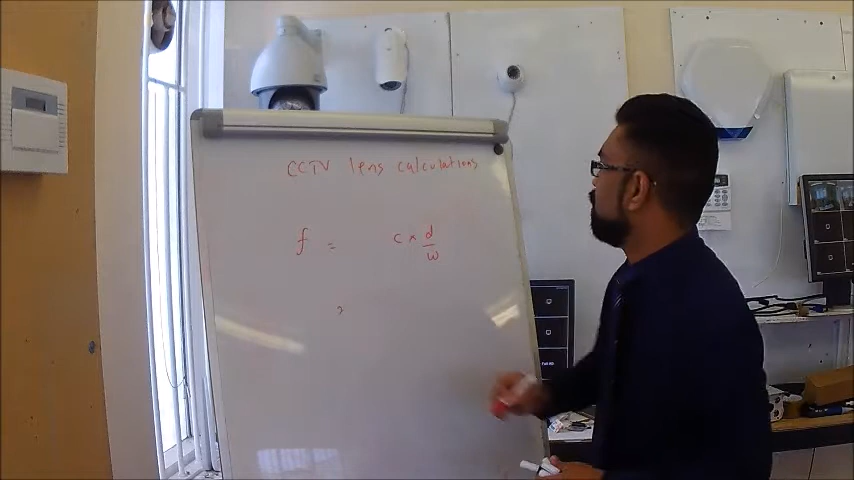 CCTV lens calculations
f = c × d/w